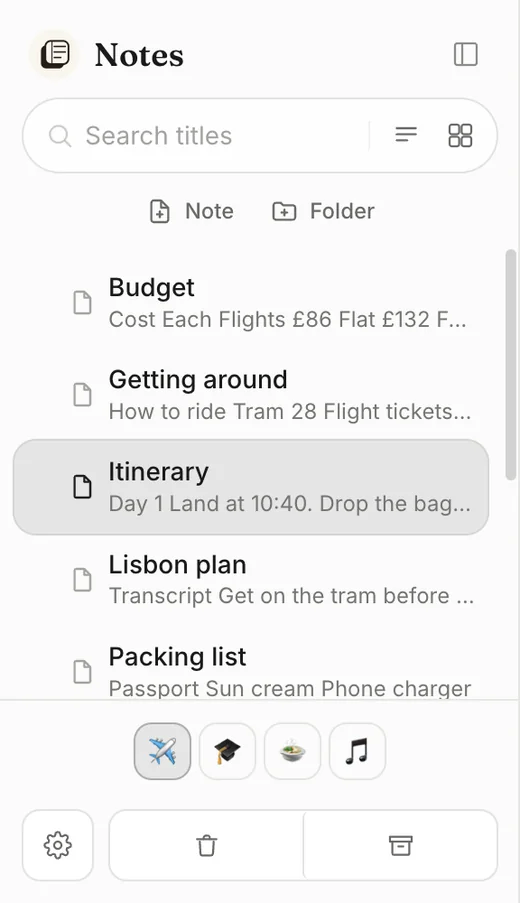 Notes
Search titles
Note
Folder
Budget
Cost Each Flights £86 Flat £132 F...
Getting around
How to ride Tram 28 Flight tickets...
Itinerary
Day 1 Land at 10:40. Drop the bag...
Lisbon plan
Transcript Get on the tram before ...
Packing list
Passport Sun cream Phone charger